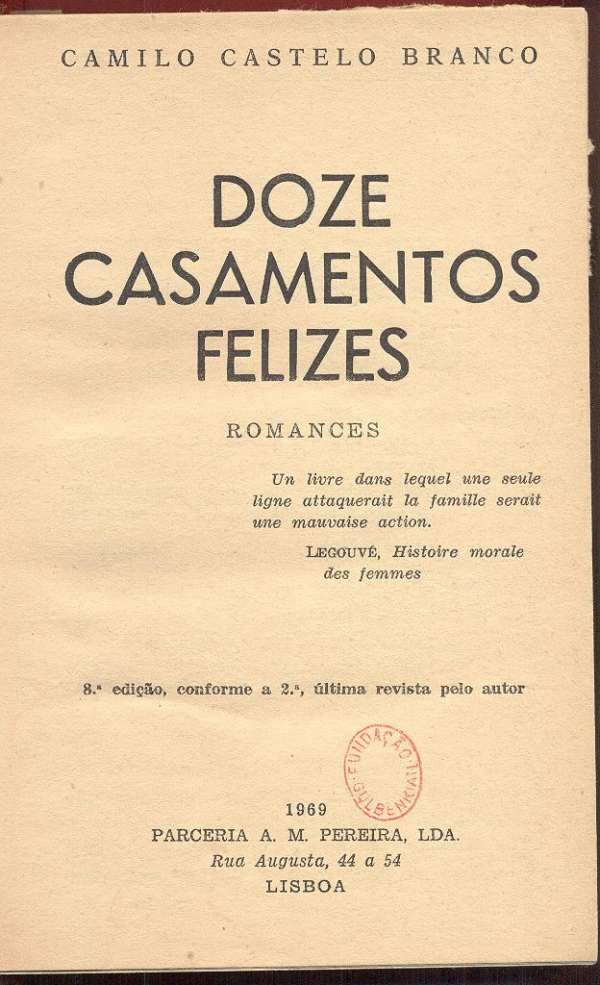 CAMILO CASTELO BRANCO
DOZE
CASAMENTOS
FELIZES
ROMANCES
Un livre dans lequel une seule
ligne attaquerait la famille serait
une mauvaise action.
LEGOUVÉ, Histoire morale
des femmes
8.ª edição, conforme a 2.ª, última revista pelo autor
FUNDAÇÃO
GULBENKIAN
1969
PARCERIA A. M. PEREIRA, LDA.
Rua Augusta, 44 a 54
LISBOA